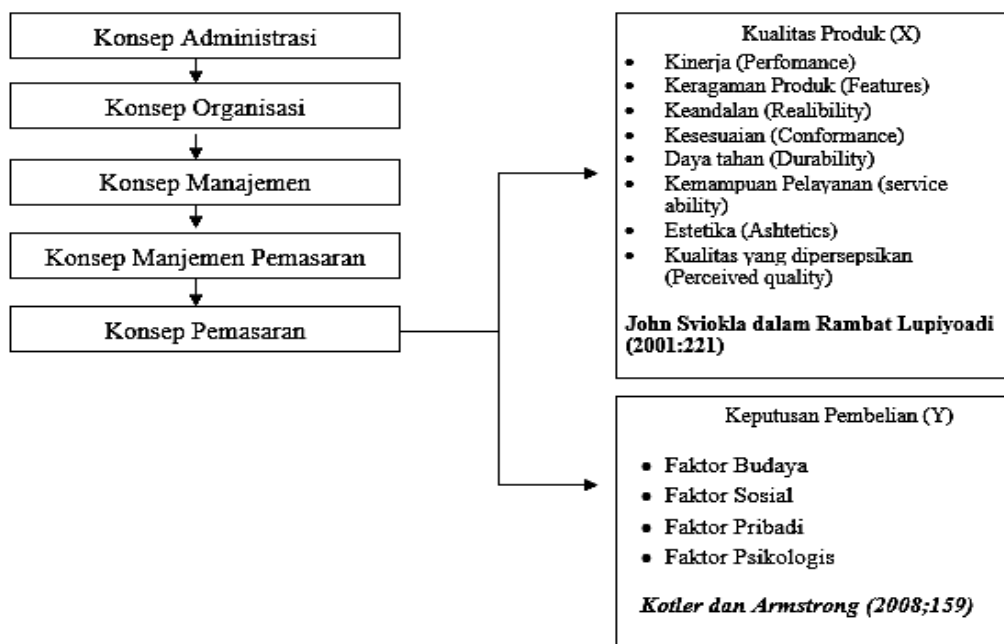 Konsep Administrasi
Konsep Organisasi
Konsep Manajemen
Konsep Manjemen Pemasaran
Konsep Pemasaran
Kualitas Produk (X)
• Kinerja (Perfomance)
• Keragaman Produk (Features)
• Keandalan (Realibility)
• Kesesuaian (Conformance)
• Daya tahan (Durability)
• Kemampuan Pelayanan (service
ability)
• Estetika (Ashtetics)
• Kualitas yang dipersepsikan
(Perceived quality)
John Sviokla dalam Rambat Lupiyoadi
(2001:221)
Keputusan Pembelian (Y)
• Faktor Budaya
• Faktor Sosial
• Faktor Pribadi
• Faktor Psikologis
Kotler dan Armstrong (2008;159)